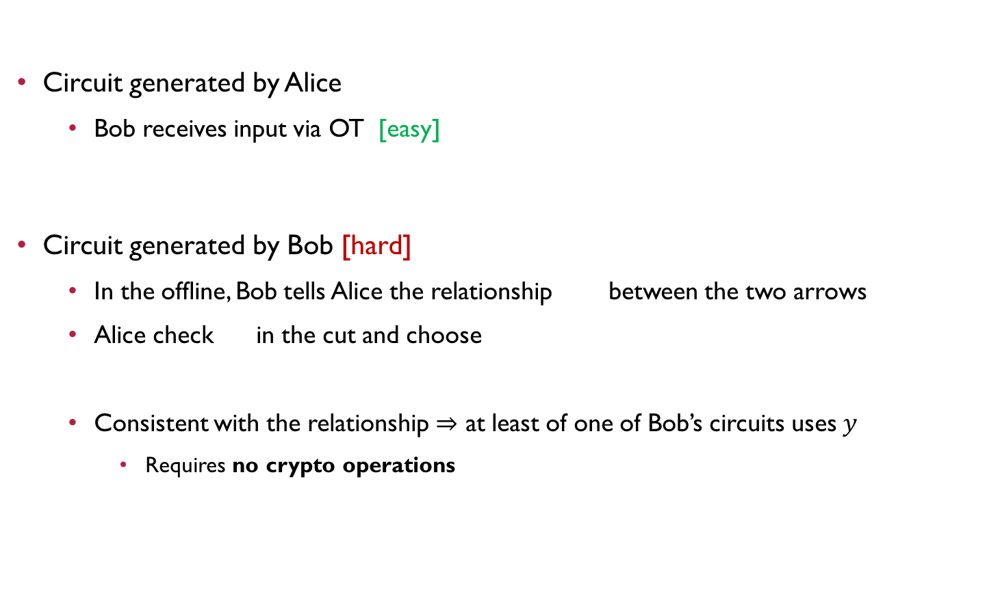 • Circuit generated by Alice
• Bob receives input via OT [easy]
• Circuit generated by Bob [hard]
• In the offline, Bob tells Alice the relationship between the two arrows
• Alice check in the cut and choose
• Consistent with the relationship ⇒ at least of one of Bob’s circuits uses 𝑦
• Requires no crypto operations